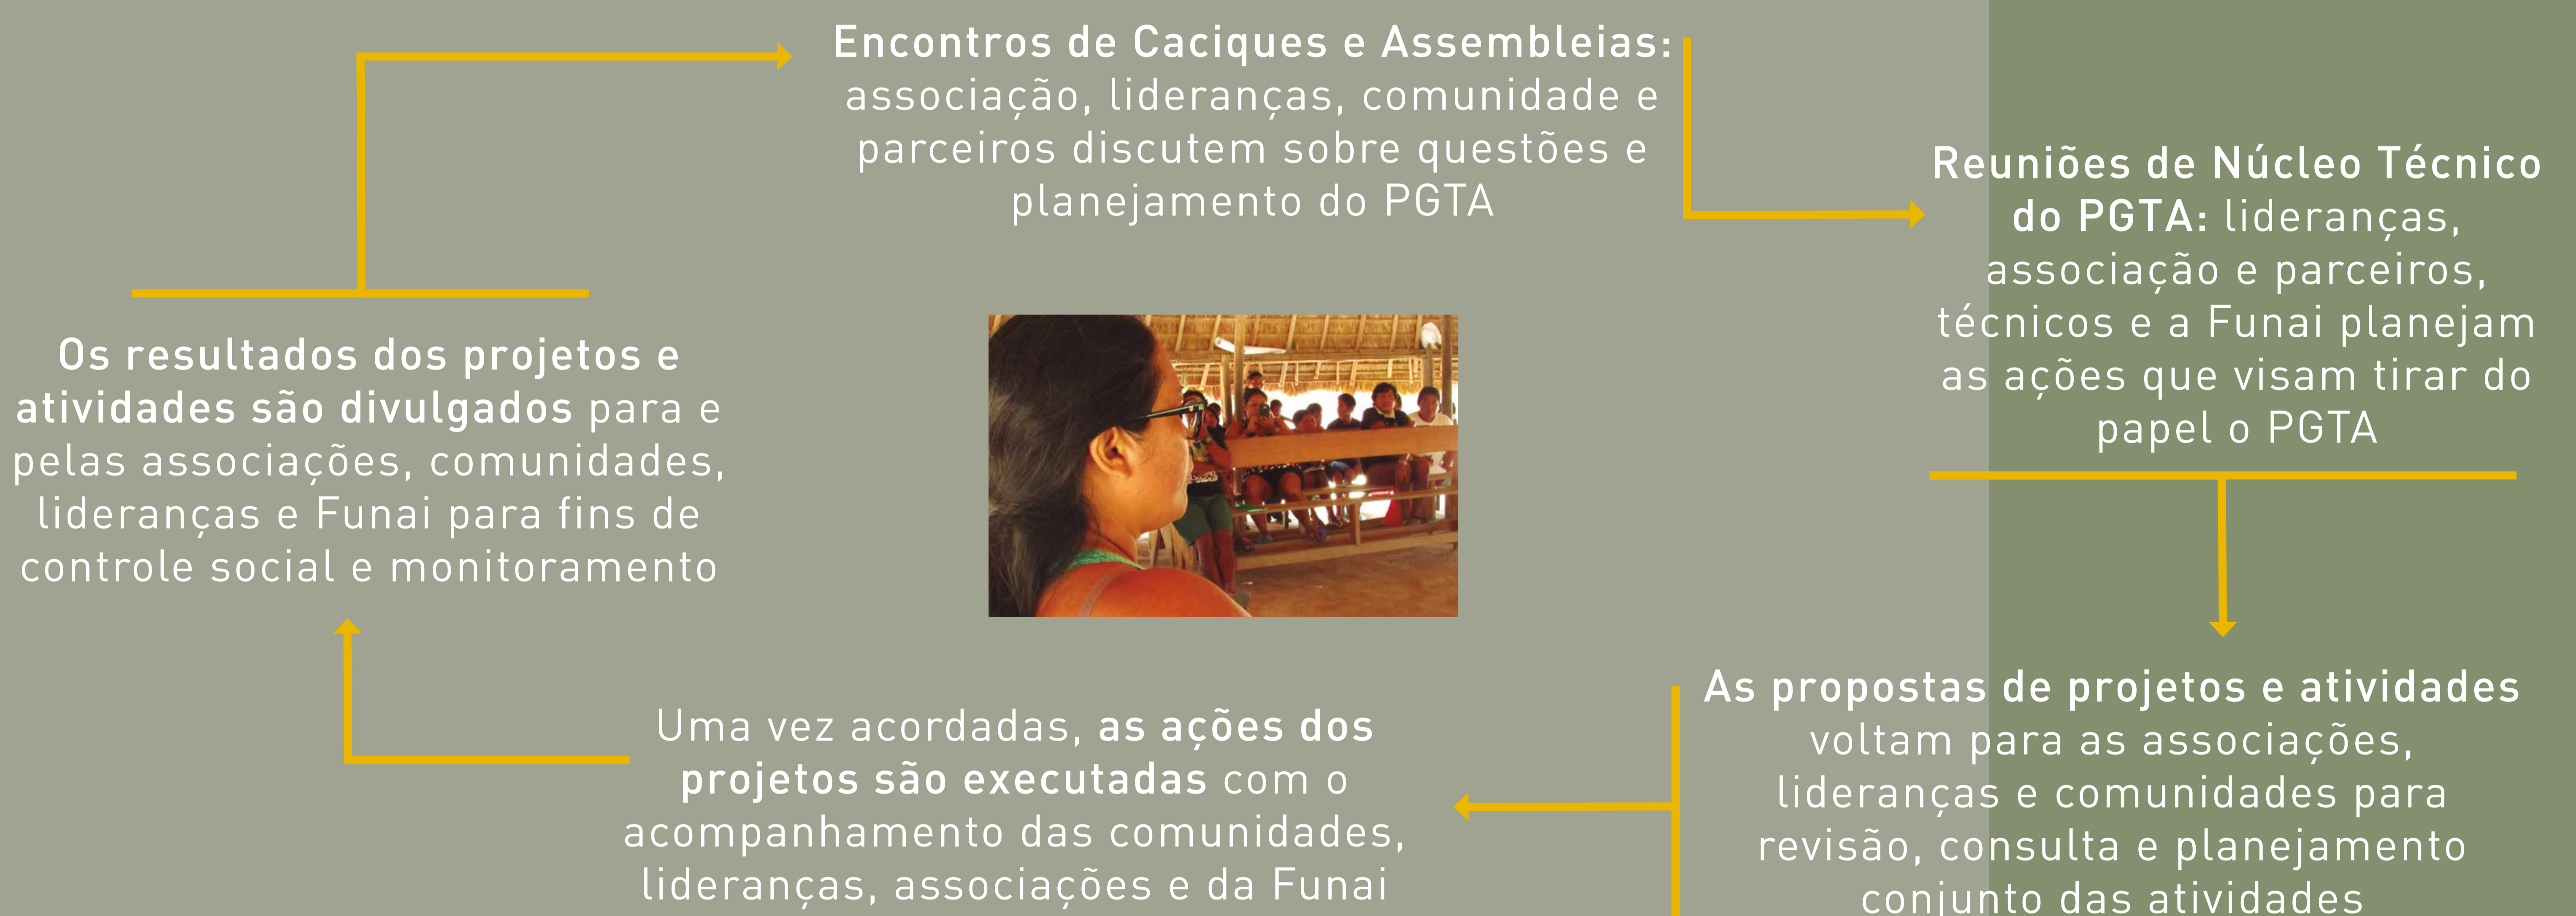 Encontros de Caciques e Assembleias:
associação, lideranças, comunidade e
parceiros discutem sobre questões e
planejamento do PGTA
Reuniões de Núcleo Técnico
do PGTA: lideranças,
associação e parceiros,
técnicos e a Funai planejam
as ações que visam tirar do
papel o PGTA
As propostas de projetos e atividades
voltam para as associações,
lideranças e comunidades para
revisão, consulta e planejamento
conjunto das atividades
Uma vez acordadas, as ações dos
projetos são executadas com o
acompanhamento das comunidades,
lideranças, associações e da Funai
Os resultados dos projetos e
atividades são divulgados para e
pelas associações, comunidades,
lideranças e Funai para fins de
controle social e monitoramento